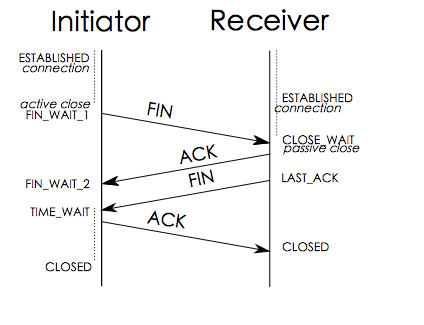 Initiator
Receiver
ESTABLISHED
connection
active close
FIN_WAIT_1
FIN
ESTABLISHED
connection
CLOSE_WAIT
passive close
ACK
FIN
FIN_WAIT_2
LAST_ACK
TIME_WAIT
ACK
CLOSED
CLOSED